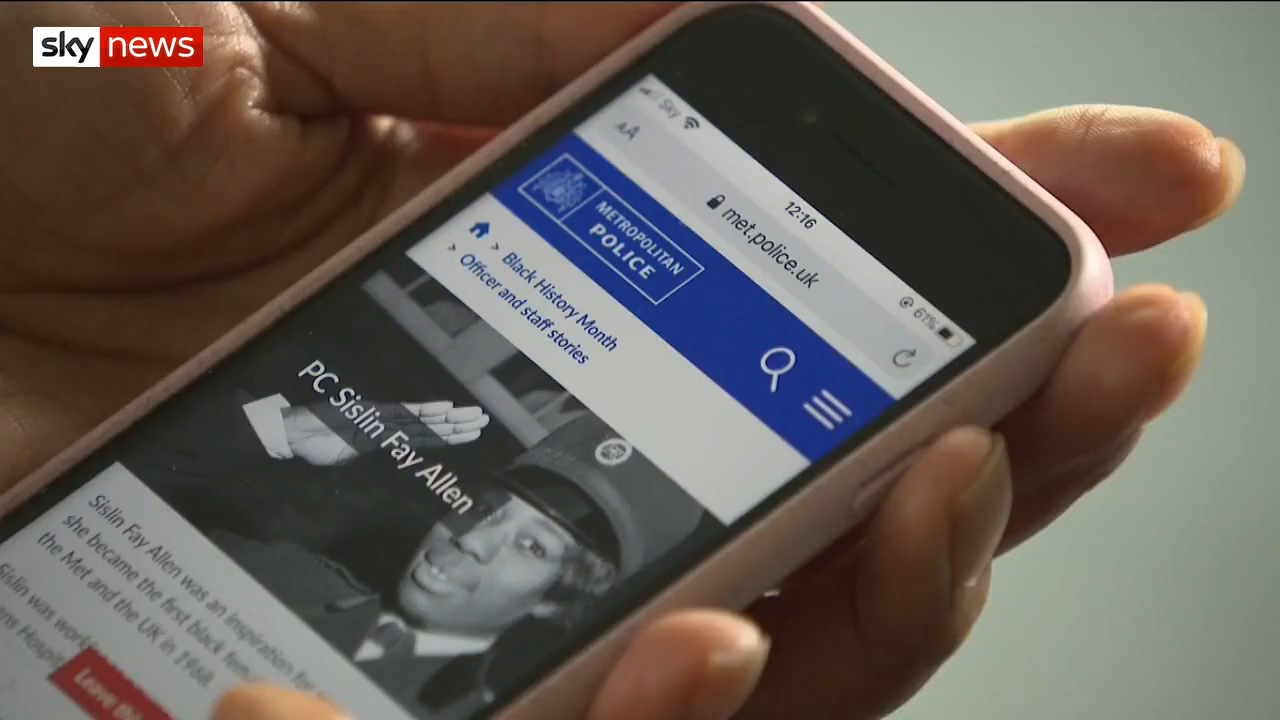 sky news
Sky
12:16
61%
AA
met.police.uk
METROPOLITAN
POLICE
> Black History Month
> Officer and staff stories
PC Sislin Fay Allen
Sislin Fay Allen was an inspiration
she became the first black
the Met and the UK in 1968.
Sislin was
Leave